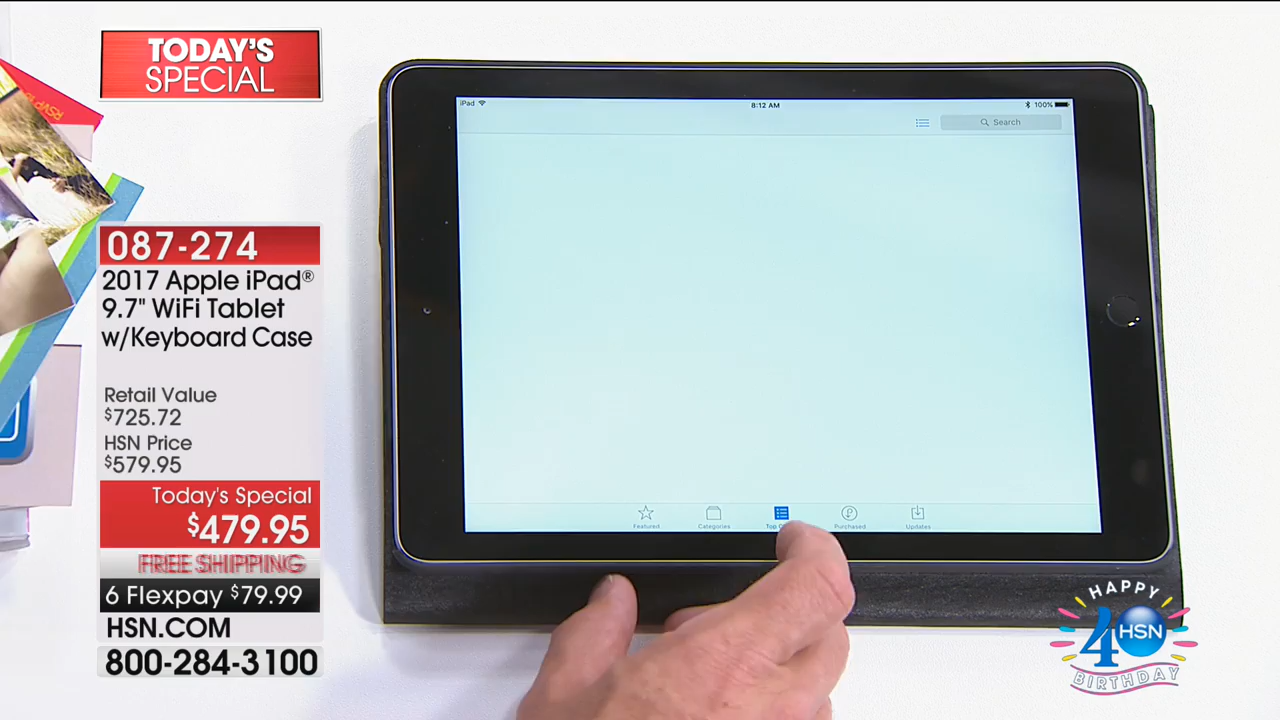 TODAY'S
SPECIAL
087-274
2017 Apple iPad®
9.7" WiFi Tablet
w/Keyboard Case
Retail Value
$725.72
HSN Price
$579.95
Today's Special
$479.95
FREE SHIPPING
6 Flexpay $79.99
HSN.COM
800-284-3100
iPad
8:12 AM
100%
Search
Featured
Categories
Top
Purchased
Updates
HAPPY
40 HSN
BIRTHDAY